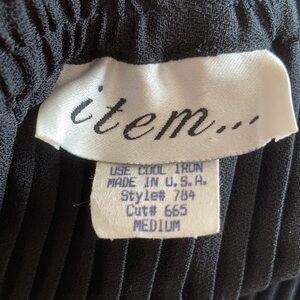 item...
USE COOL IRON
MADE IN U.S.A.
Style# 784
Cut# 665
MEDIUM